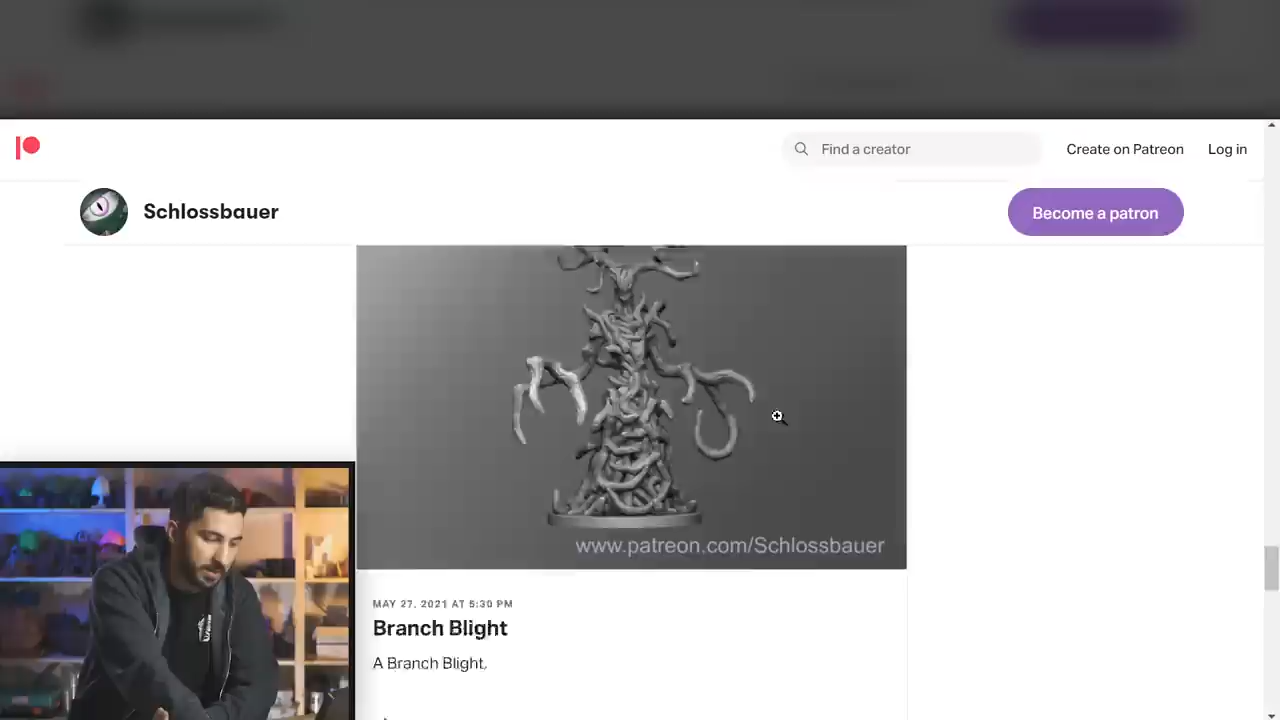 Find a creator
Create on Patreon
Log in
Schlossbauer
Become a patron
www.patreon.com/Schlossbauer
MAY 27, 2021 AT 5:30 PM
Branch Blight
A Branch Blight.